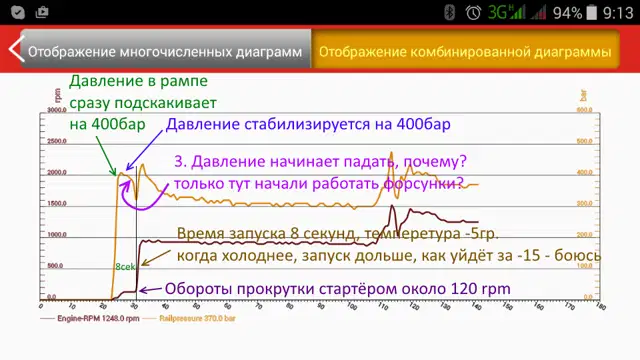 3G H 94% 9:13
Отображение многочисленных диаграмм
Отображение комбинированной диаграммы
Давление в рампе
сразу подскакивает
на 400бар
Давление стабилизируется на 400бар
3. Давление начинает падать, почему?
только тут начали работать форсунки?
Время запуска 8 секунд, температура -5гр.
когда холоднее, запуск дольше, как уйдёт за -15 - боюсь
8сек
Обороты прокрутки стартёром около 120 rpm
rpm
3000.0
2500.0
2000.0
1500.0
1000.0
500.0
0.0
bar
600.0
500.0
400.0
300.0
200.0
100.0
0.0
0 10 20 30 40 50 60 70 80 90 100 110 120 130 140 150 160 170 180
Engine-RPM 1248.0 rpm Railpressure 370.0 bar